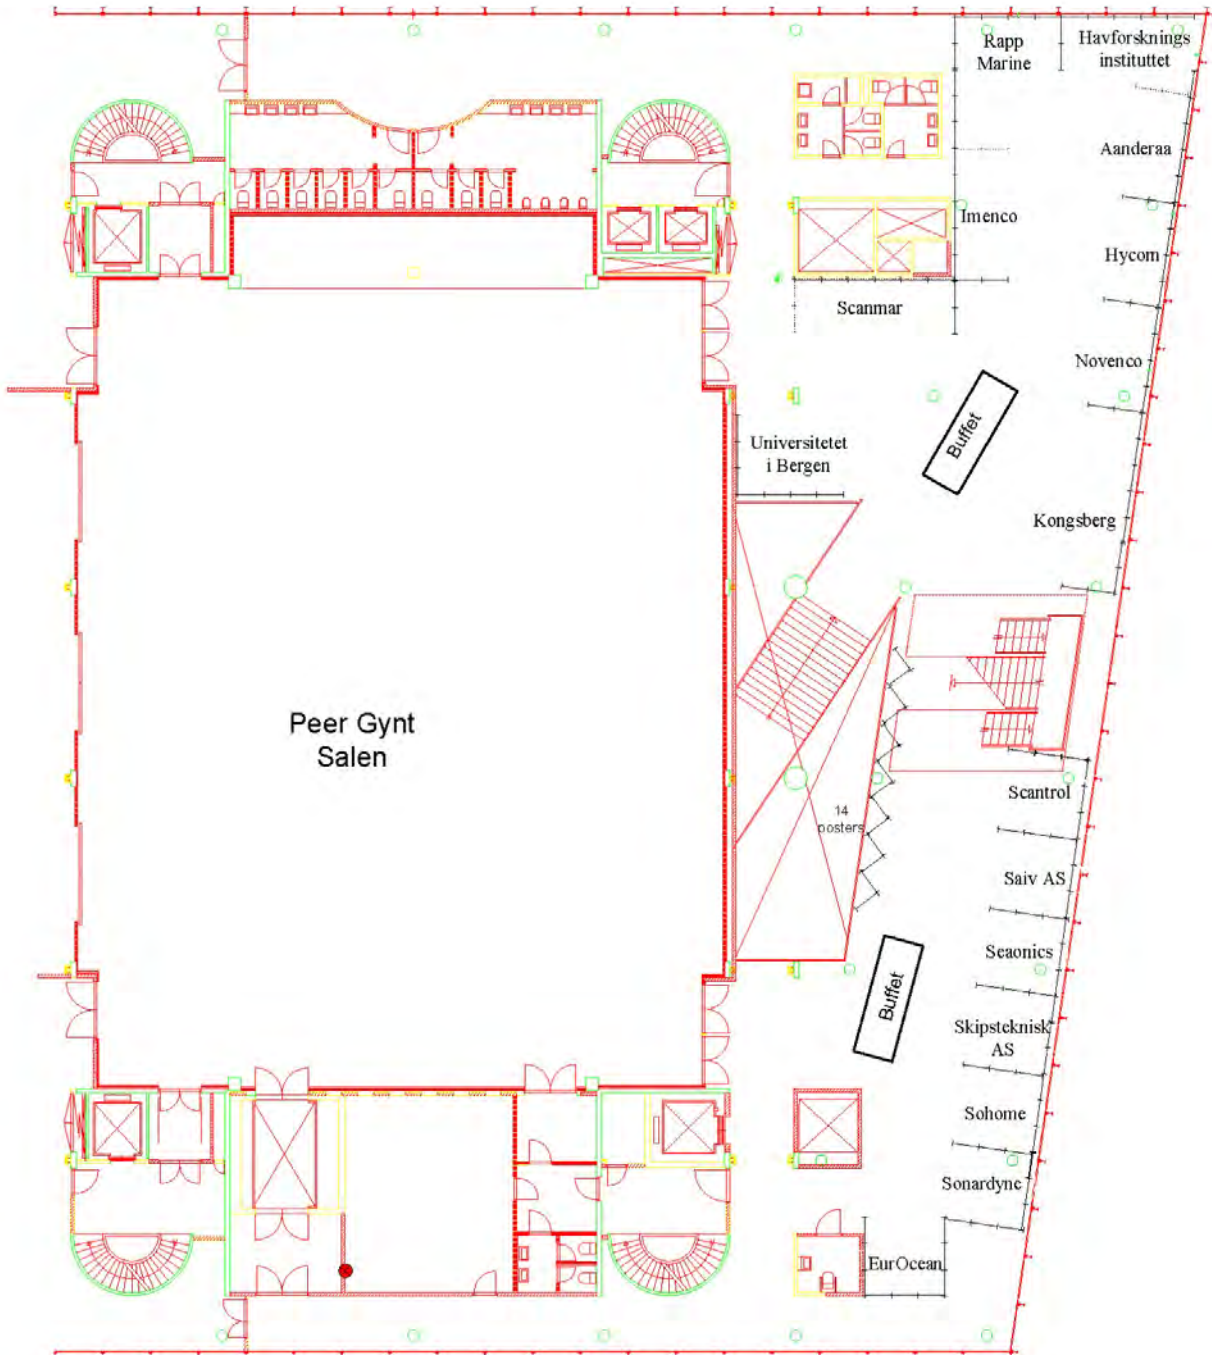 Rapp
Marine
Havforsknings
instituttet
Aanderaa
Imenco
Hycom
Scanmar
Novenco
Buffet
Universitetet
i Bergen
Kongsberg
Peer Gynt
Salen
14
posters
Scantrol
Saiv AS
Seaonics
Buffet
Skipsteknisk
AS
Sohome
Sonardyne
EurOcean